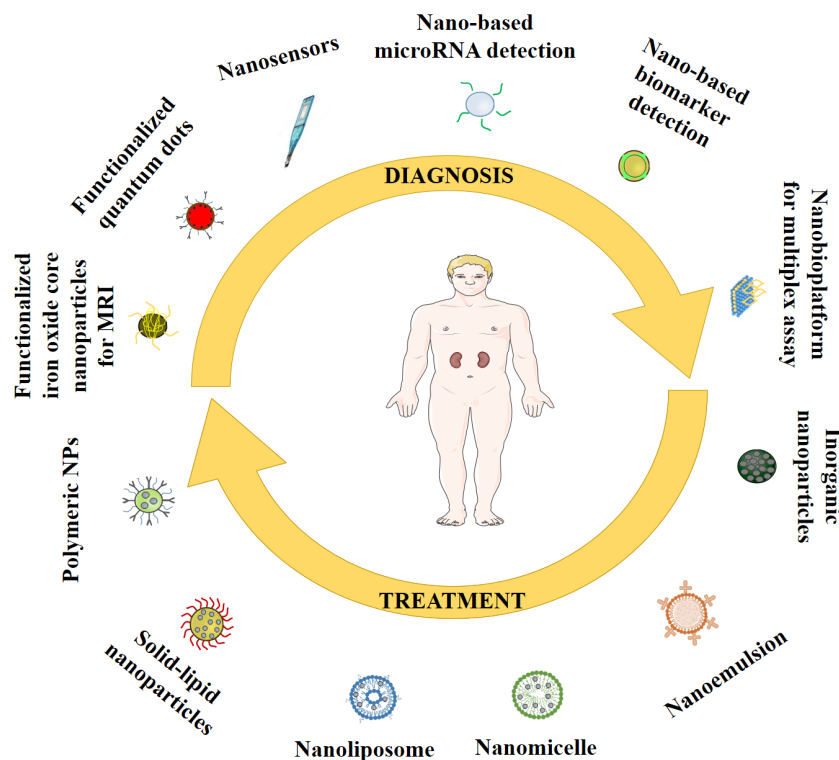 Nano-based
microRNA detection
Nanosensors
Nano-based
biomarker
detection
Functionalized
quantum dots
DIAGNOSIS
Nanobioplatform
for multiplex assay
Functionalized
iron oxide core
nanoparticles
for MRI
Inorganic
nanoparticles
Polymeric NPs
TREATMENT
Solid-lipid
nanoparticles
Nanoemulsion
Nanoliposome
Nanomicelle